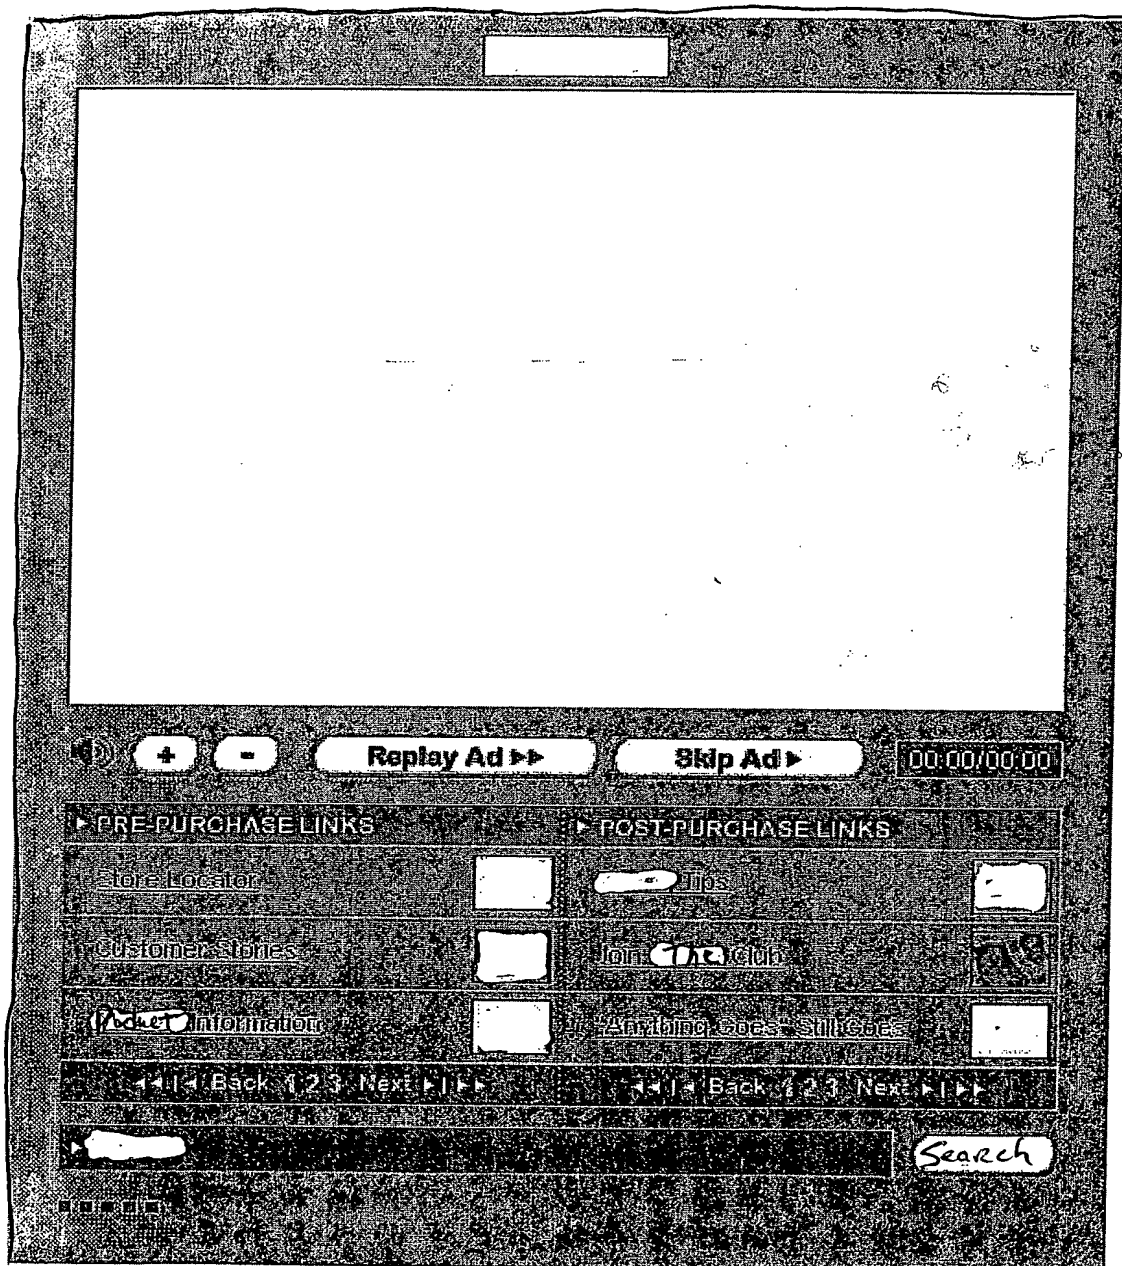 + - Replay Ad ▶▶ Skip Ad ▶ 00:00/00:00
▶ PRE-PURCHASE LINKS ▶ POST-PURCHASE LINKS
Store Locator Tips
Customer Stories Join The Club
Information Anything Goes - Still Goes
◀◀ | ◀ Back 1 2 3 Next ▶ | ▶▶ ◀◀ | ◀ Back 1 2 3 Next ▶ | ▶▶
Search